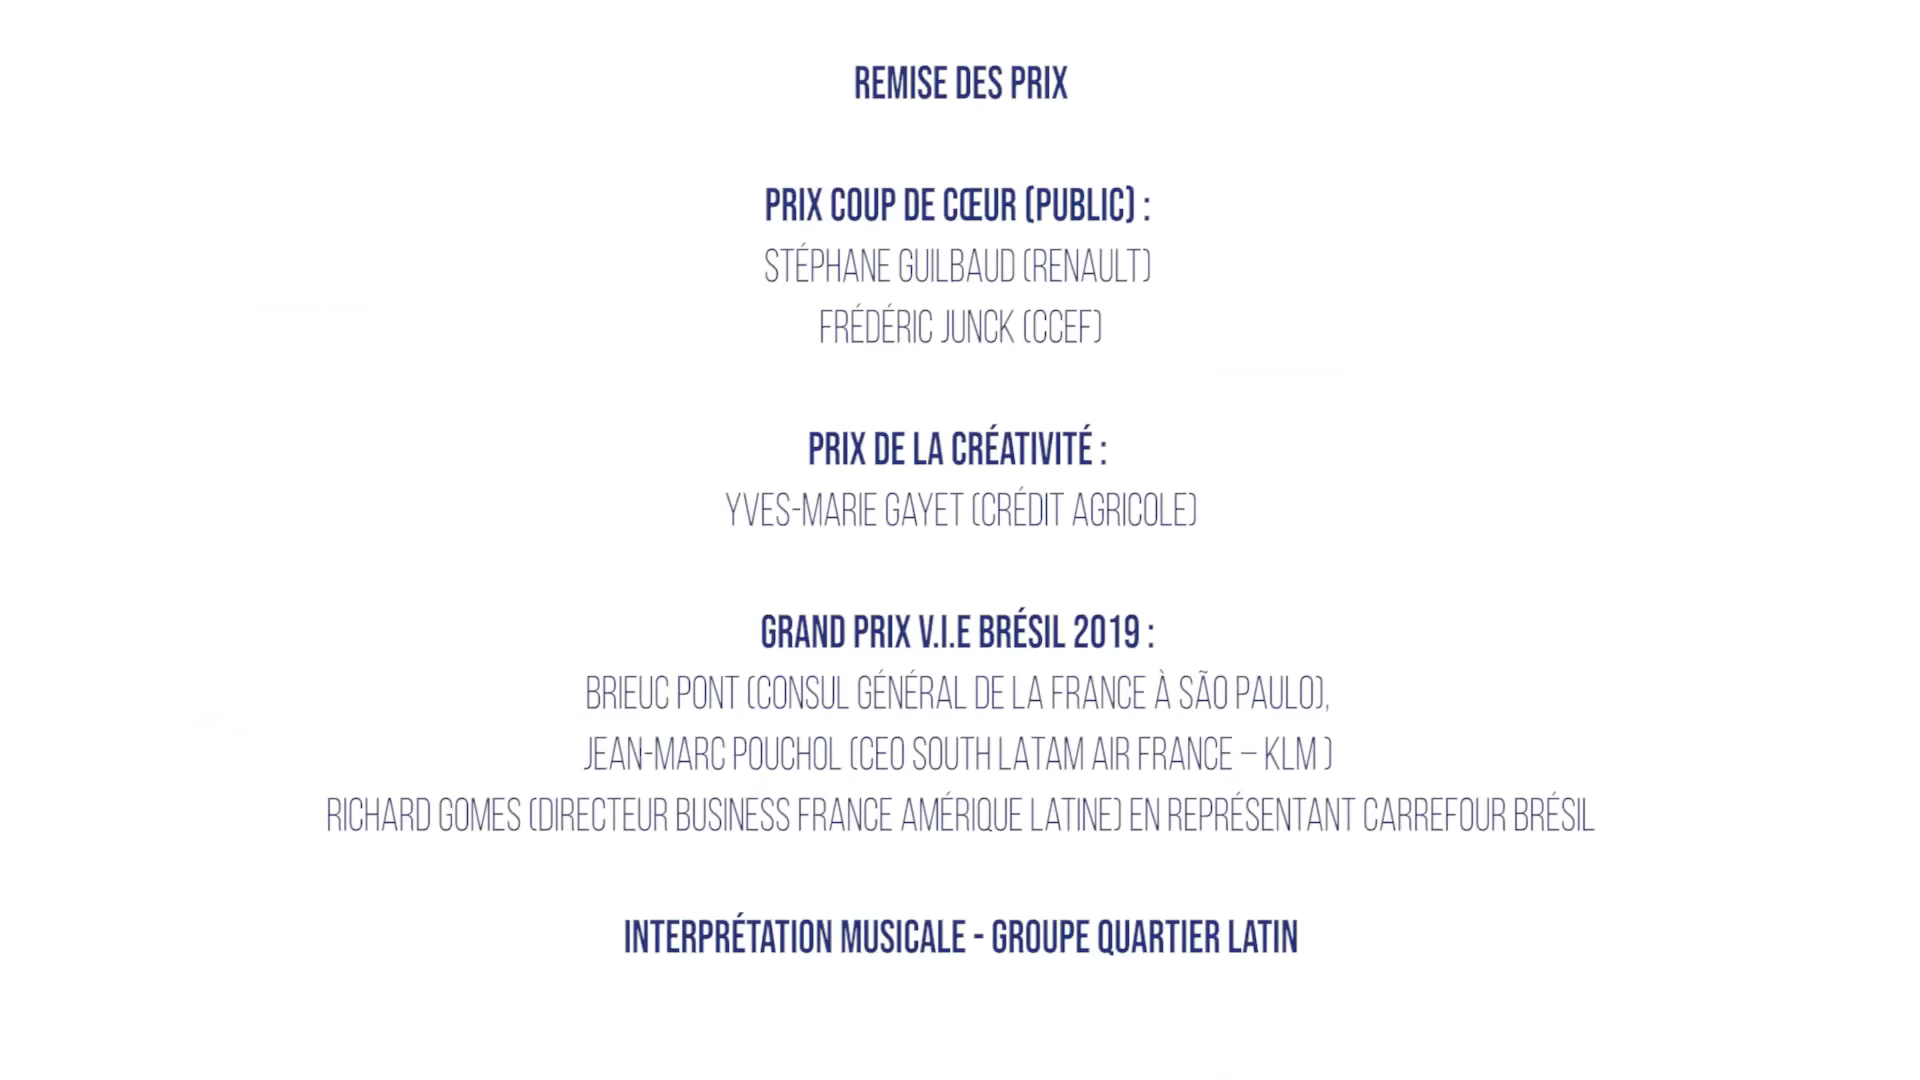 REMISE DES PRIX
PRIX COUP DE CŒUR (PUBLIC) :
STÉPHANE GUILBAUD (RENAULT)
FRÉDÉRIC JUNCK (CCEF)
PRIX DE LA CRÉATIVITÉ :
YVES-MARIE GAYET (CRÉDIT AGRICOLE)
GRAND PRIX V.I.E BRÉSIL 2019 :
BRIEUC PONT (CONSUL GÉNÉRAL DE LA FRANCE À SÃO PAULO),
JEAN-MARC POUCHOL (CEO SOUTH LATAM AIR FRANCE – KLM )
RICHARD GOMES (DIRECTEUR BUSINESS FRANCE AMÉRIQUE LATINE) EN REPRÉSENTANT CARREFOUR BRÉSIL
INTERPRÉTATION MUSICALE - GROUPE QUARTIER LATIN